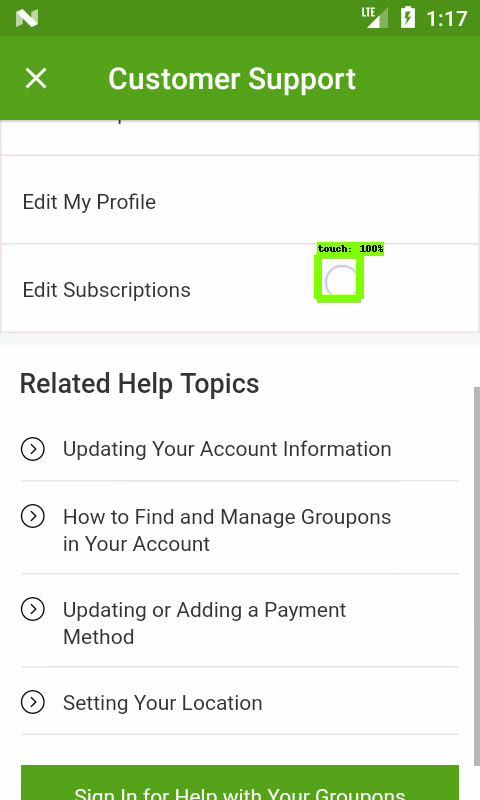 LTE 1:17
Customer Support
Edit My Profile
touch: 100%
Edit Subscriptions
Related Help Topics
Updating Your Account Information
How to Find and Manage Groupons
in Your Account
Updating or Adding a Payment
Method
Setting Your Location
Sign In for Help with Your Groupons